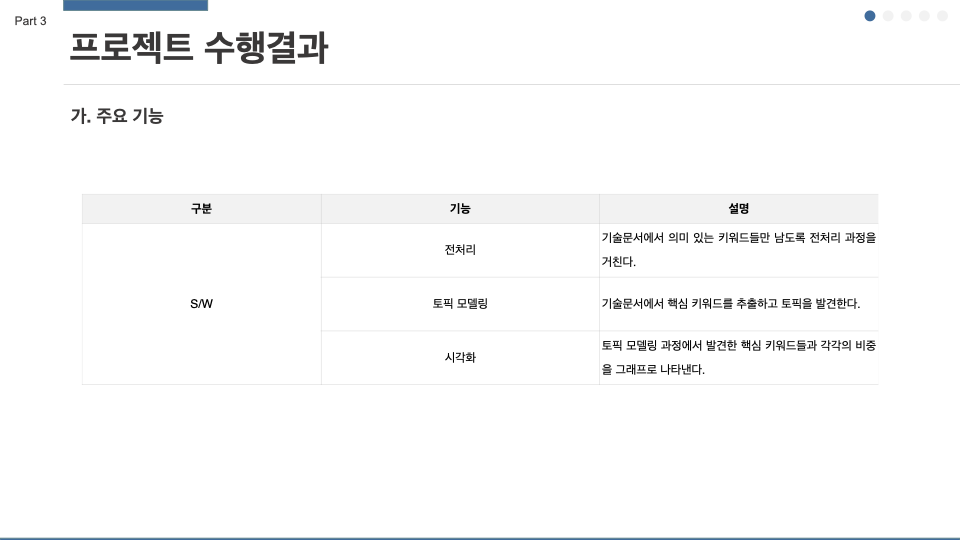 Part 3
프로젝트 수행결과
가. 주요 기능
구분 기능 설명
S/W
전처리
기술문서에서 의미 있는 키워드들만 남도록 전처리 과정을
거친다.
토픽 모델링
기술문서에서 핵심 키워드를 추출하고 토픽을 발견한다.
시각화
토픽 모델링 과정에서 발견한 핵심 키워드들과 각각의 비중
을 그래프로 나타낸다.